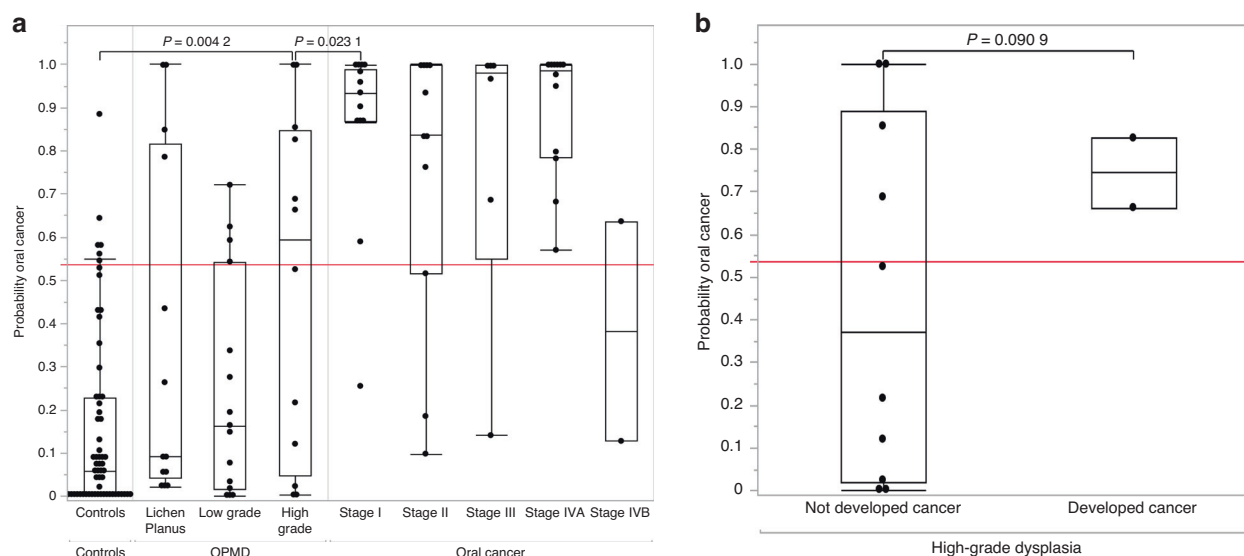 a
P = 0.004 2
P = 0.023 1
Probability oral cancer
1.0
0.9
0.8
0.7
0.6
0.5
0.4
0.3
0.2
0.1
0
Controls
Lichen
Planus
Low grade
High
grade
Stage I
Stage II
Stage III
Stage IVA
Stage IVB
Controls
OPMD
Oral cancer
b
P = 0.090 9
Probability oral cancer
1.0
0.9
0.8
0.7
0.6
0.5
0.4
0.3
0.2
0.1
0
Not developed cancer
Developed cancer
High-grade dysplasia